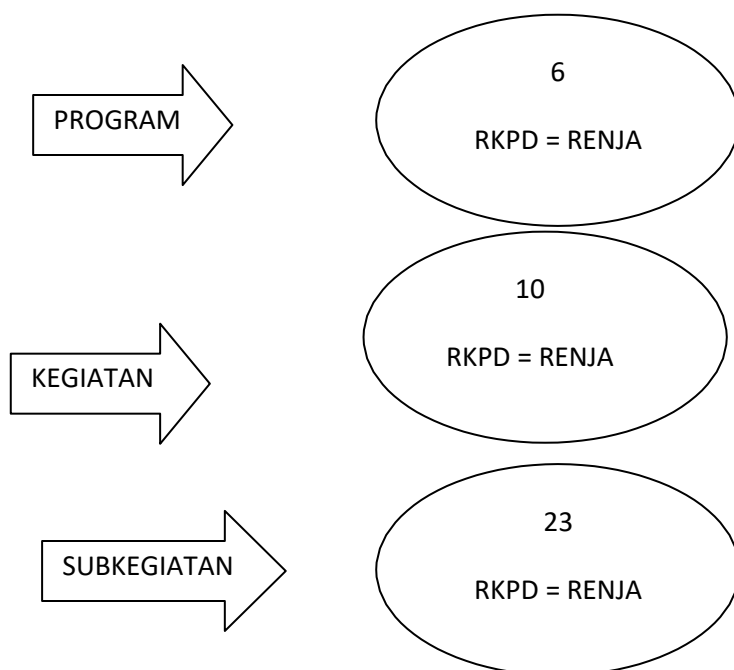 PROGRAM
6
RKPD = RENJA
KEGIATAN
10
RKPD = RENJA
SUBKEGIATAN
23
RKPD = RENJA